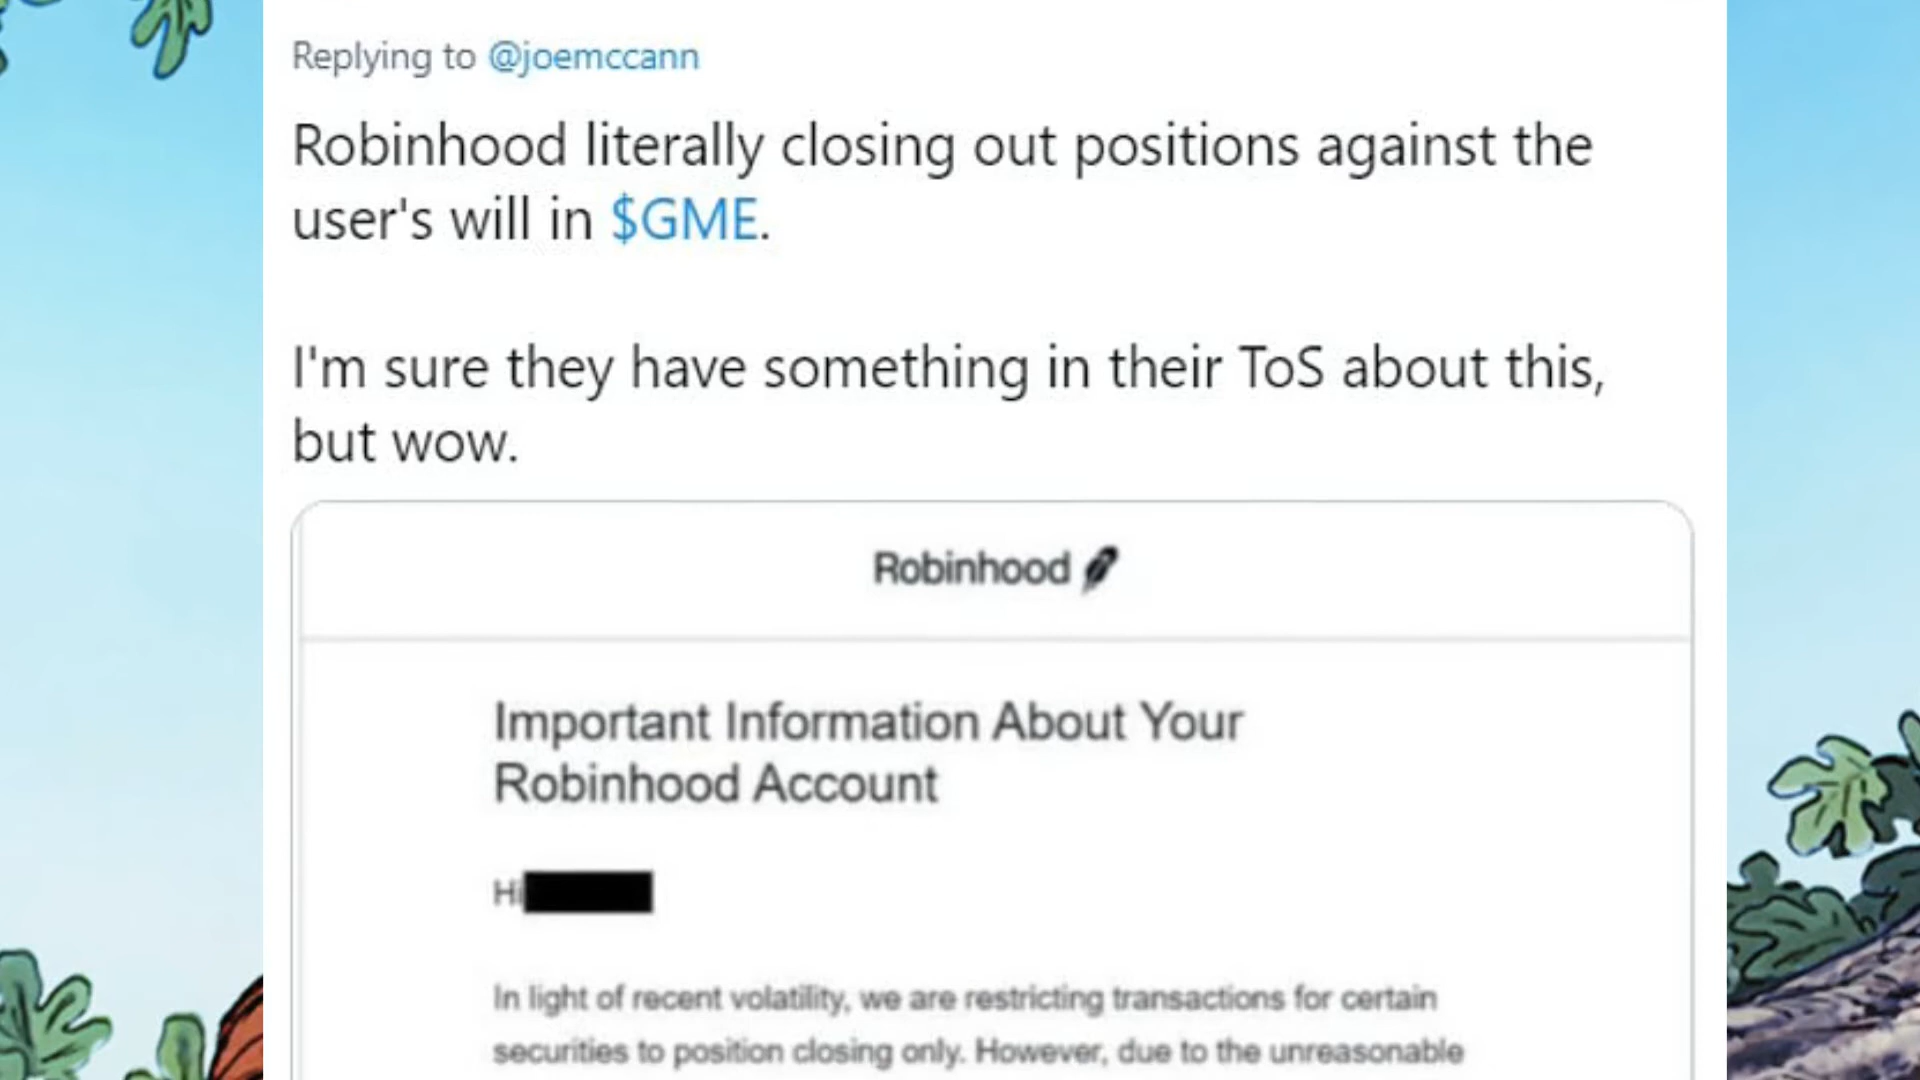 Replying to @joemccann
Robinhood literally closing out positions against the
user's will in $GME.
I'm sure they have something in their ToS about this,
but wow.
Robinhood
Important Information About Your
Robinhood Account
Hi
In light of recent volatility, we are restricting transactions for certain
securities to position closing only. However, due to the unreasonable